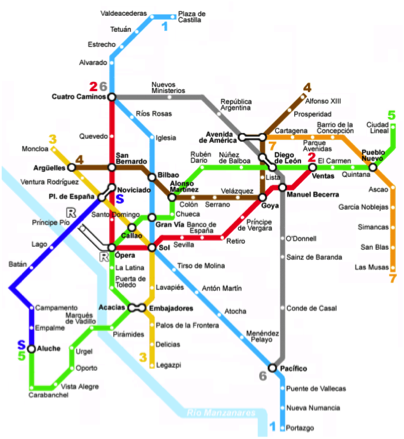 Valdeacederas
Plaza de
Castilla
Tetuán
1
Estrecho
Alvarado
2 6
Nuevos
Ministerios
Cuatro Caminos
4
Alfonso XIII
República
Argentina
Prosperidad
5
Ciudad
Lineal
Ríos Rosas
Avenida
de América
7
Cartagena
Barrio de la
Concepción
Quevedo
Iglesia
Parque
Avenidas
3
Moncloa
4
Argüelles
San
Bernardo
Rubén
Darío
Núñez
de Balboa
Diego
de León
2
El Carmen
Pueblo
Nuevo
Bilbao
Lista
Ventas
Quintana
Ventura Rodríguez
Noviciado
Alonso
Martínez
Manuel Becerra
Ascao
Pl. de España
S
Colón
Serrano
Velázquez
Goya
García Noblejas
R
Santo Domingo
Chueca
Príncipe Pío
Gran Vía
Banco de
España
Príncipe
de Vergara
Simancas
Callao
Lago
R
Sevilla
Retiro
O'Donnell
San Blas
Ópera
Sol
Sainz de Baranda
Batán
La Latina
Tirso de Molina
Las Musas
7
Puerta de
Toledo
Lavapiés
Antón Martín
Campamento
Acacias
Embajadores
Atocha
Conde de Casal
Marqués
de Vadillo
Empalme
Palos de la Frontera
Menéndez
Pelayo
S
Aluche
Pirámides
Delicias
5
Urgel
3
Legazpi
Pacífico
6
Oporto
Puente de Vallecas
Vista Alegre
Carabanchel
Nueva Numancia
Río Manzanares
1
Portazgo